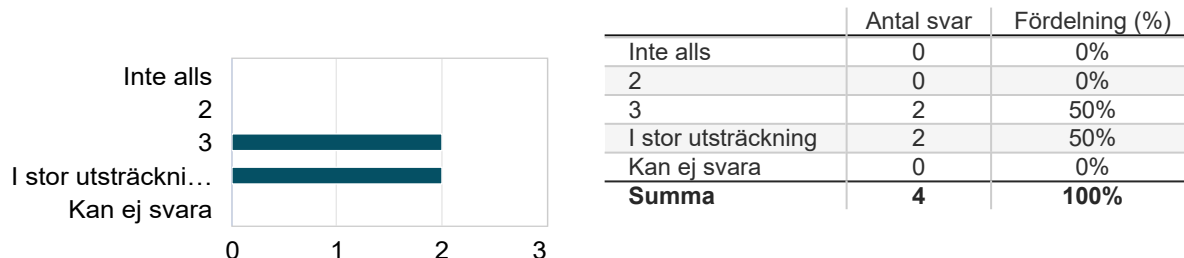 Inte alls
2
3
I stor utsträckni…
Kan ej svara
0 1 2 3
Antal svar Fördelning (%)
Inte alls 0 0%
2 0 0%
3 2 50%
I stor utsträckning 2 50%
Kan ej svara 0 0%
Summa 4 100%